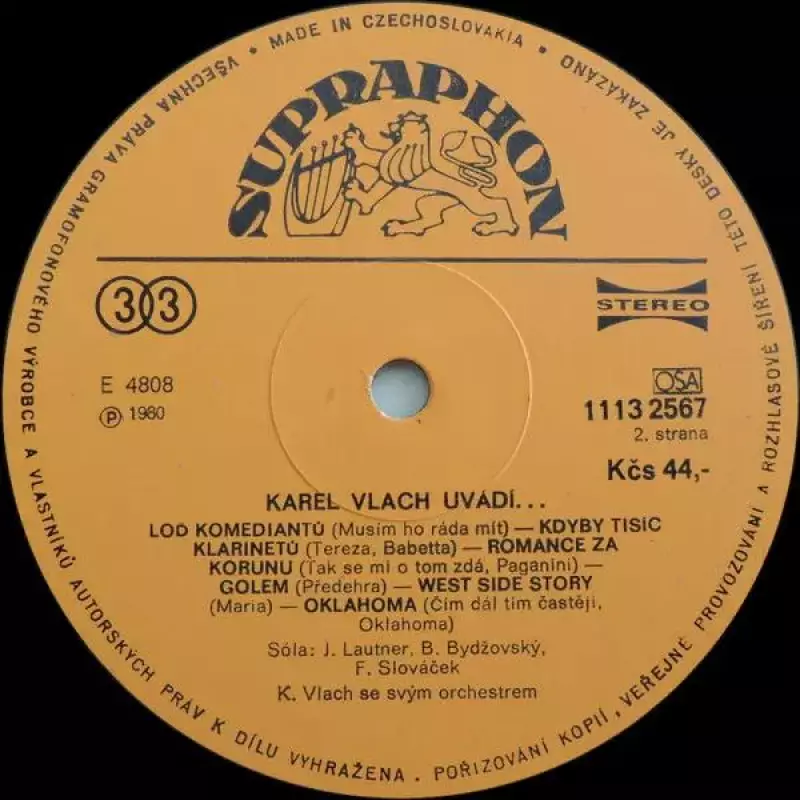 VŠECHNA PRÁVA GRAMOFONOVÉHO VÝROBCE A VLASTNÍKŮ AUTORSKÝCH PRÁV K DÍLU VYHRAŽENA. POŘIZOVÁNÍ KOPIÍ, VEŘEJNÉ PROVOZOVÁNÍ A ROZHLASOVÉ ŠÍŘENÍ TÉTO DESKY JE ZAKÁZÁNO
• MADE IN CZECHOSLOVAKIA •
SUPRAPHON
33
STEREO
E 4808
Ⓟ 1980
OSA
1113 2567
2. strana
Kčs 44,-
KAREL VLACH UVÁDÍ...
LOĎ KOMEDIANTŮ (Musím ho ráda mít) — KDYBY TISÍC
KLARINETŮ (Tereza, Babetta) — ROMANCE ZA
KORUNU (Tak se mi o tom zdá, Paganini) —
GOLEM (Předehra) — WEST SIDE STORY
(Maria) — OKLAHOMA (Čím dál tím častěji,
Oklahoma)
Sóla: J. Lautner, B. Bydžovský,
F. Slováček
K. Vlach se svým orchestrem